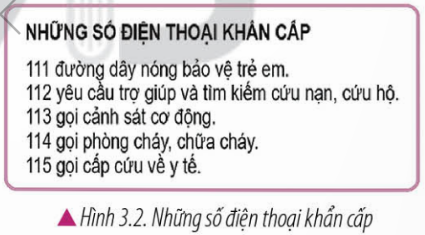 NHỮNG SỐ ĐIỆN THOẠI KHẨN CẤP
111 đường dây nóng bảo vệ trẻ em.
112 yêu cầu trợ giúp và tìm kiếm cứu nạn, cứu hộ.
113 gọi cảnh sát cơ động.
114 gọi phòng cháy, chữa cháy.
115 gọi cấp cứu về y tế.
▲ Hình 3.2. Những số điện thoại khẩn cấp